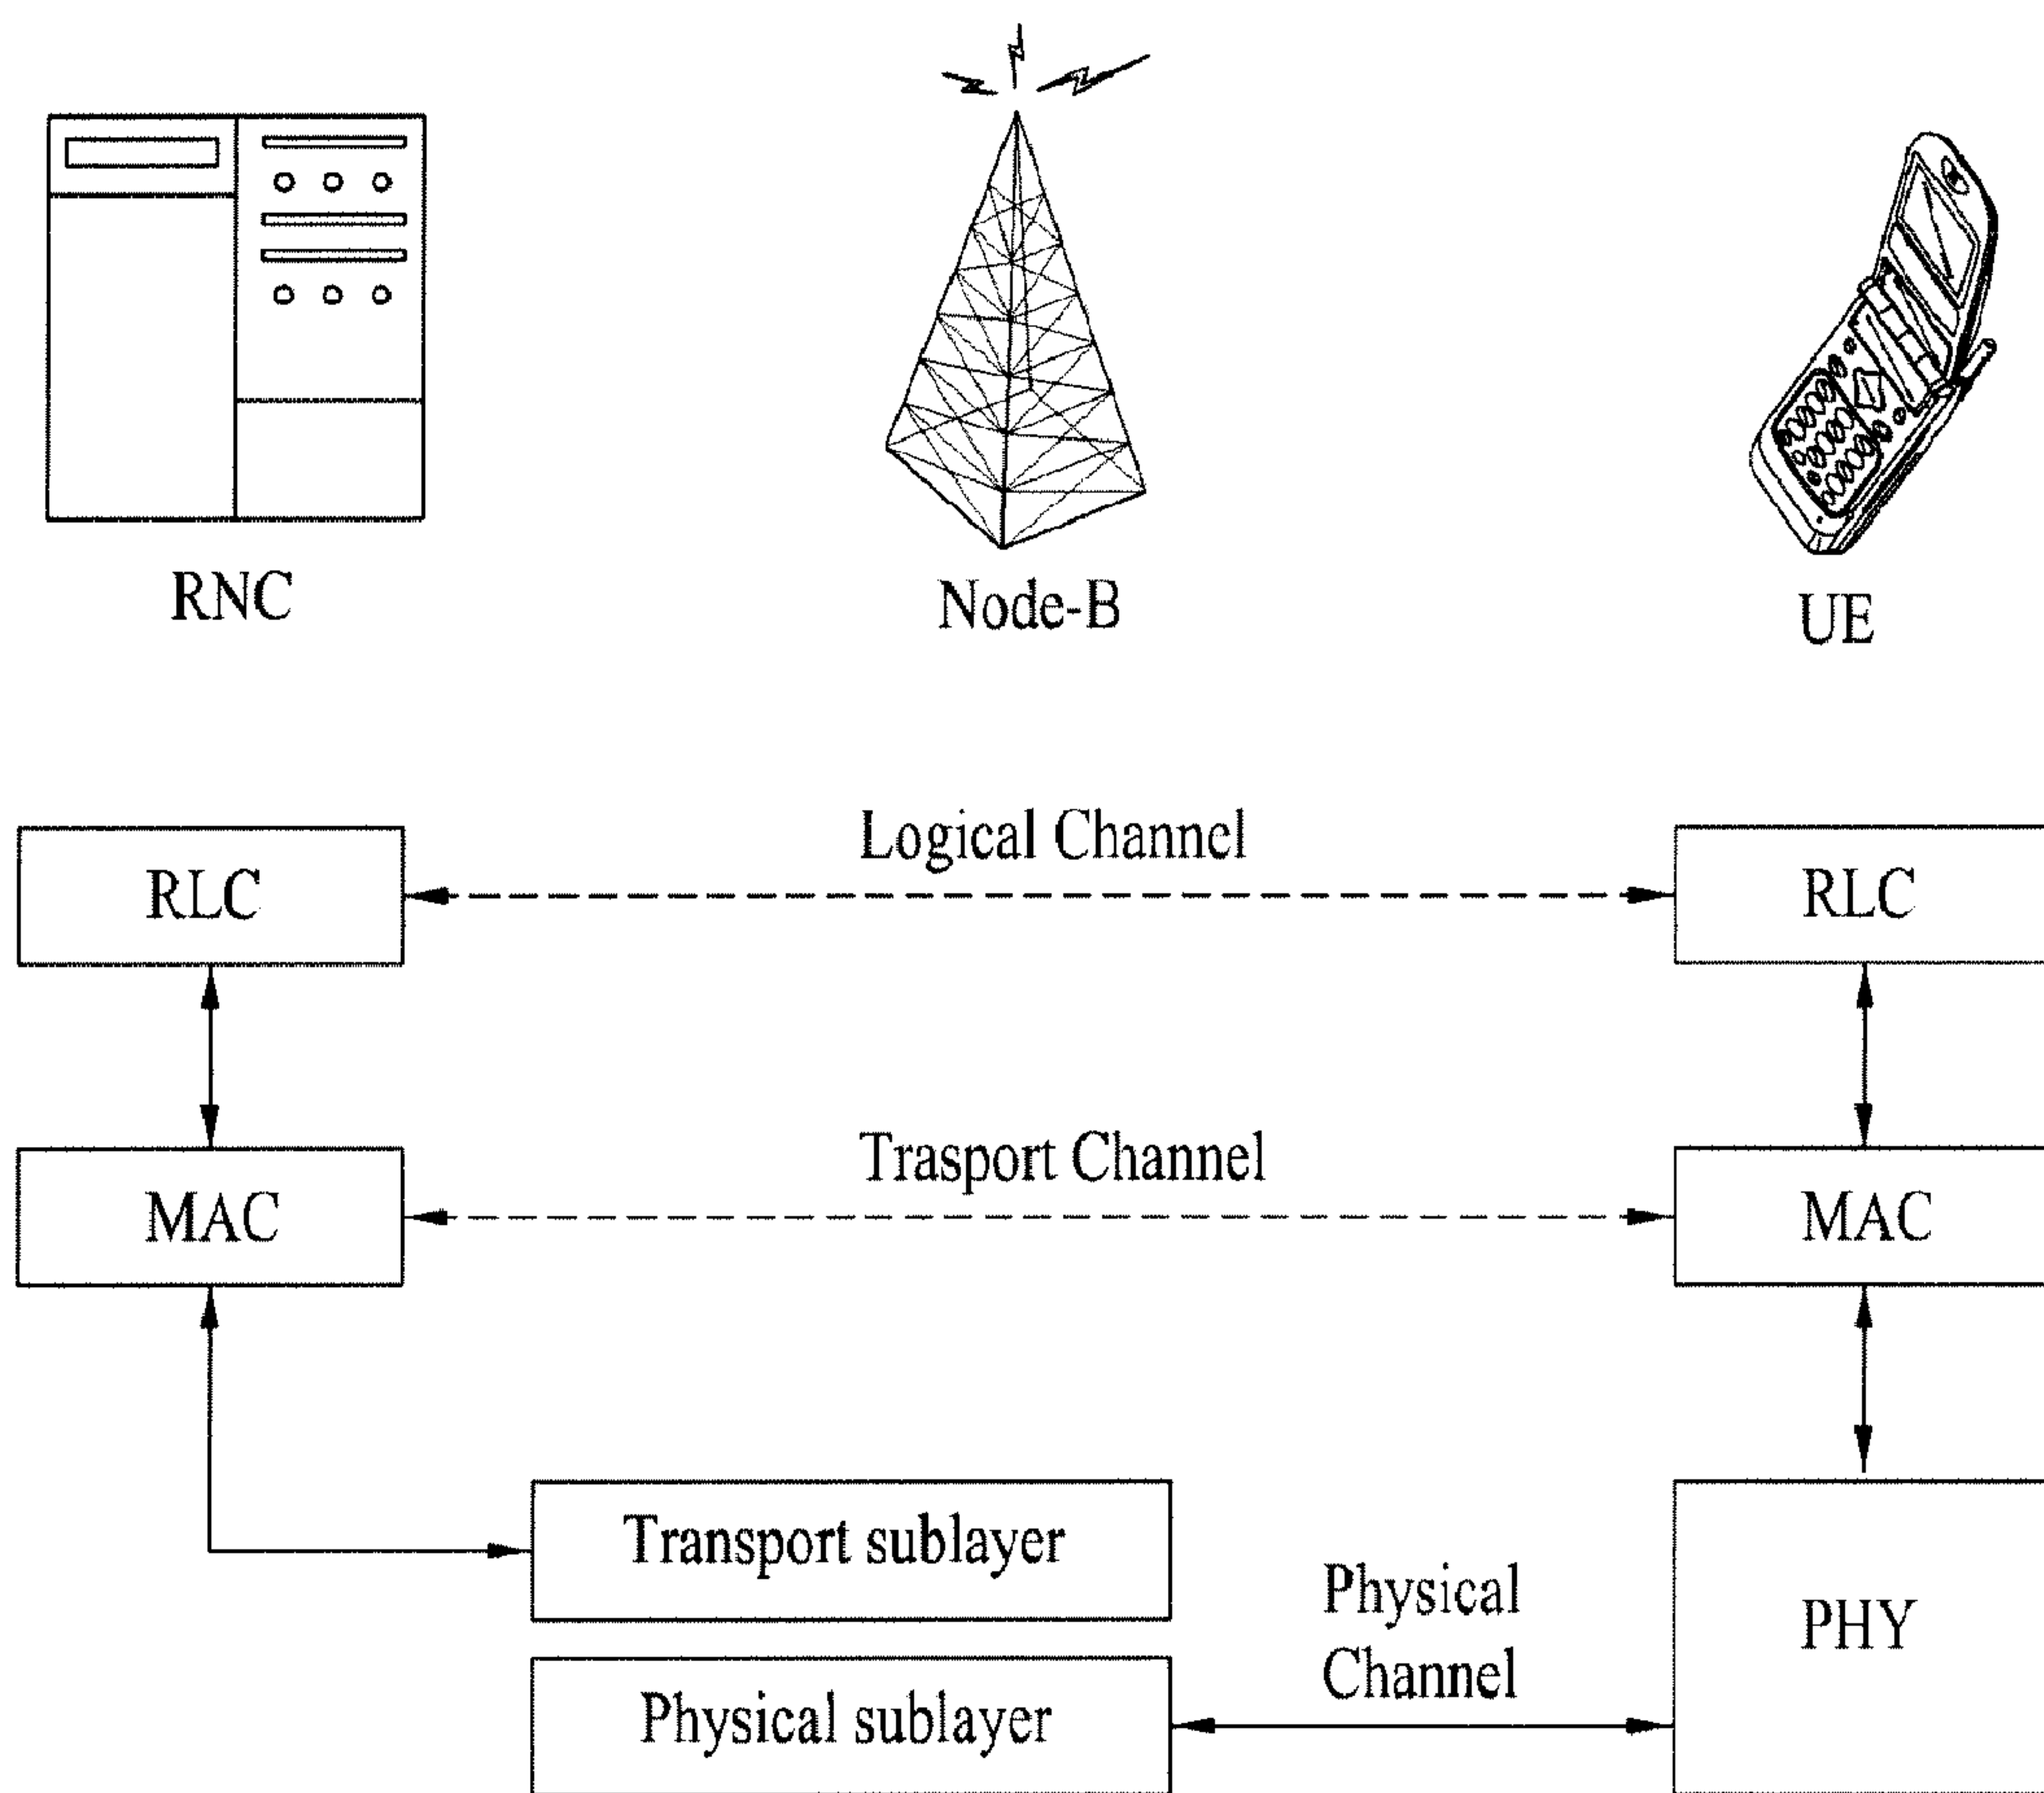 RNC
Node-B
UE
Logical Channel
RLC
RLC
Trasport Channel
MAC
MAC
Transport sublayer
Physical
Channel
PHY
Physical sublayer